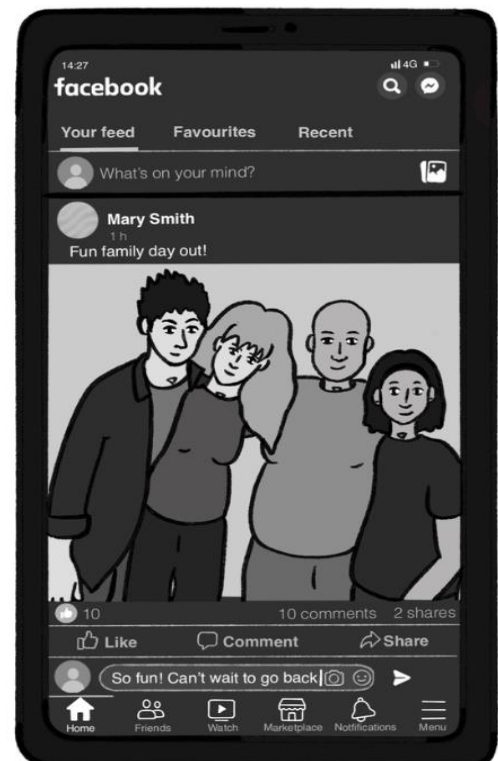 14:27 4G
facebook
Your feed Favourites Recent
What's on your mind?
Mary Smith
1 h
Fun family day out!
10 10 comments 2 shares
Like Comment Share
So fun! Can't wait to go back
Home Friends Watch Marketplace Notfifications Menu